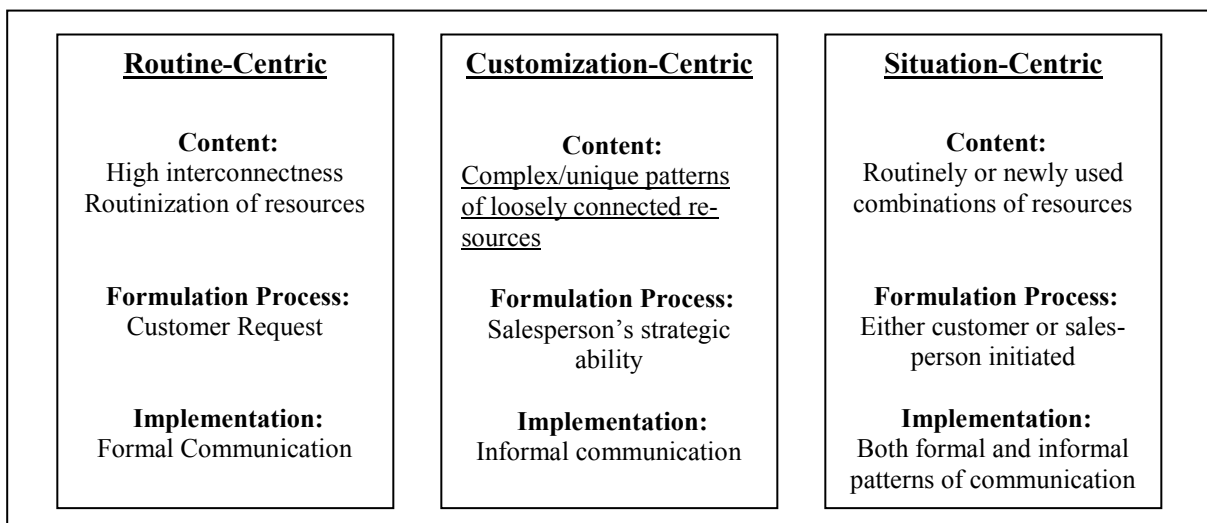 Routine-Centric
Content:
High interconnectness
Routinization of resources
Formulation Process:
Customer Request
Implementation:
Formal Communication
Customization-Centric
Content:
Complex/unique patterns
of loosely connected re-
sources
Formulation Process:
Salesperson’s strategic
ability
Implementation:
Informal communication
Situation-Centric
Content:
Routinely or newly used
combinations of resources
Formulation Process:
Either customer or sales-
person initiated
Implementation:
Both formal and informal
patterns of communication